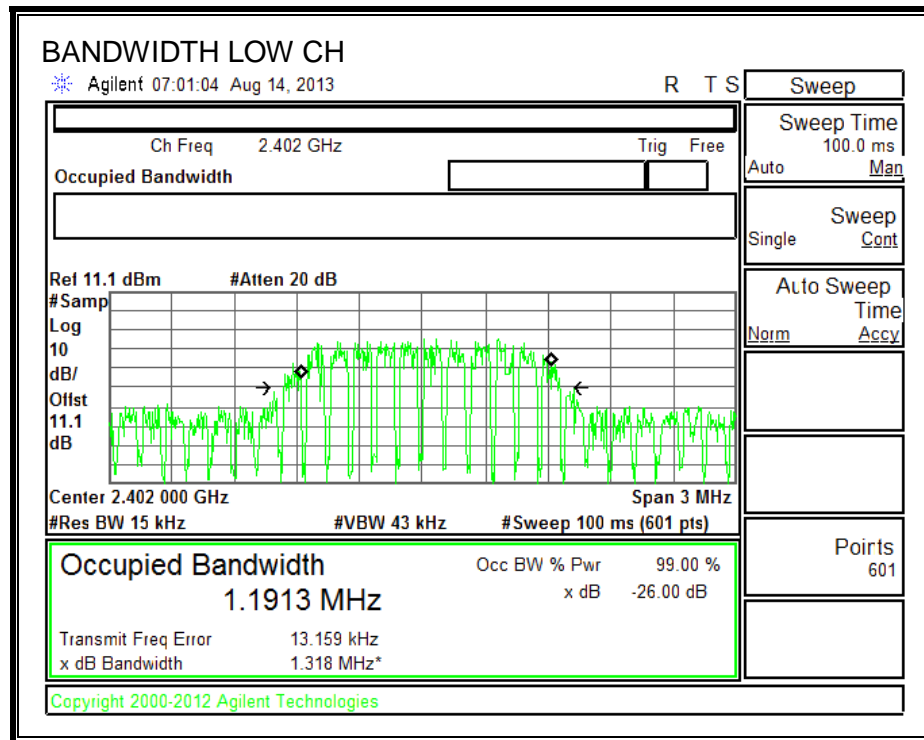 BANDWIDTH LOW CH
Agilent 07:01:04 Aug 14, 2013 R T S
Sweep
Ch Freq 2.402 GHz Trig Free
Occupied Bandwidth
Sweep Time
100.0 ms
Auto Man
Sweep
Single Cont
Ref 11.1 dBm #Atten 20 dB
#Samp
Log
10
dB/
Offst
11.1
dB
Auto Sweep
Time
Norm Accy
Center 2.402 000 GHz Span 3 MHz
#Res BW 15 kHz #VBW 43 kHz #Sweep 100 ms (601 pts)
Points
601
Occupied Bandwidth Occ BW % Pwr 99.00 %
1.1913 MHz x dB -26.00 dB
Transmit Freq Error 13.159 kHz
x dB Bandwidth 1.318 MHz*
Copyright 2000-2012 Agilent Technologies